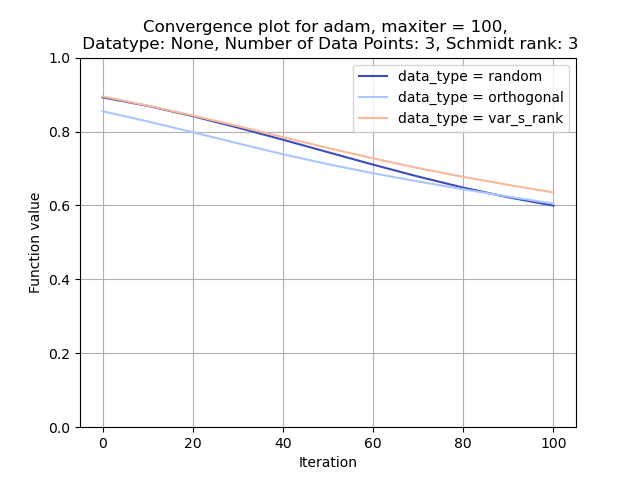 Convergence plot for adam, maxiter = 100,
Datatype: None, Number of Data Points: 3, Schmidt rank: 3
data_type = random
data_type = orthogonal
data_type = var_s_rank
1.0
0.8
0.6
0.4
0.2
0.0
Function value
0 20 40 60 80 100
Iteration